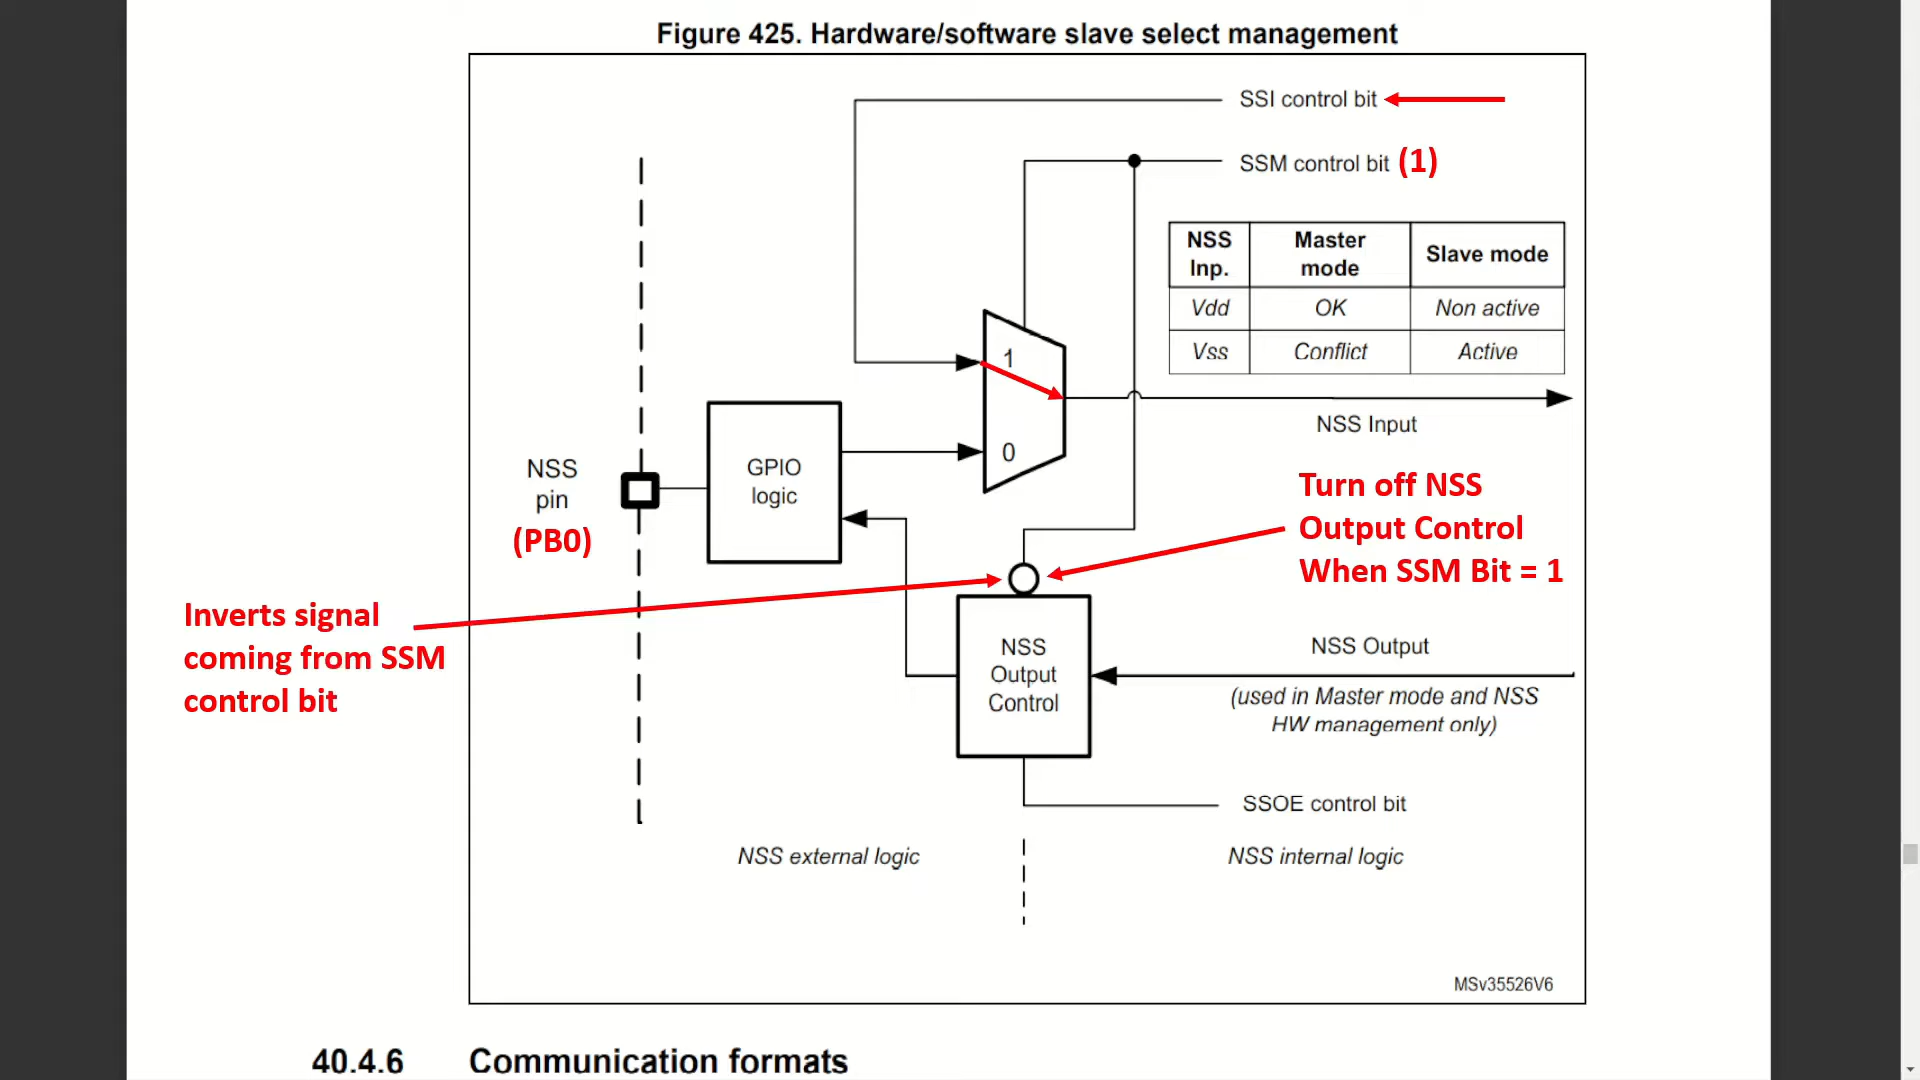 Figure 425. Hardware/software slave select management
SSI control bit
SSM control bit (1)
NSS Inp. Master mode Slave mode
Vdd OK Non active
Vss Conflict Active
1
0
NSS Input
NSS
pin
(PB0)
GPIO
logic
Turn off NSS
Output Control
When SSM Bit = 1
Inverts signal
coming from SSM
control bit
NSS
Output
Control
NSS Output
(used in Master mode and NSS
HW management only)
SSOE control bit
NSS external logic
NSS internal logic
MSv35526V6
40.4.6 Communication formats